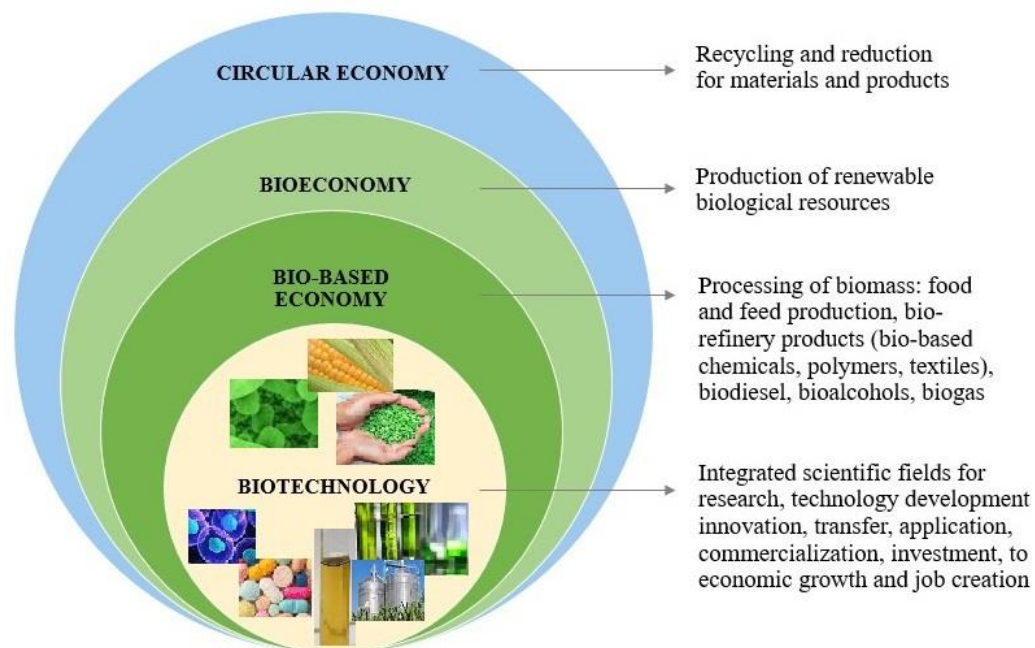 CIRCULAR ECONOMY
Recycling and reduction
for materials and products
BIOECONOMY
Production of renewable
biological resources
BIO-BASED
ECONOMY
Processing of biomass: food
and feed production, bio-
refinery products (bio-based
chemicals, polymers, textiles),
biodiesel, bioalcohols, biogas
BIOTECHNOLOGY
Integrated scientific fields for
research, technology development
innovation, transfer, application,
commercialization, investment, to
economic growth and job creation